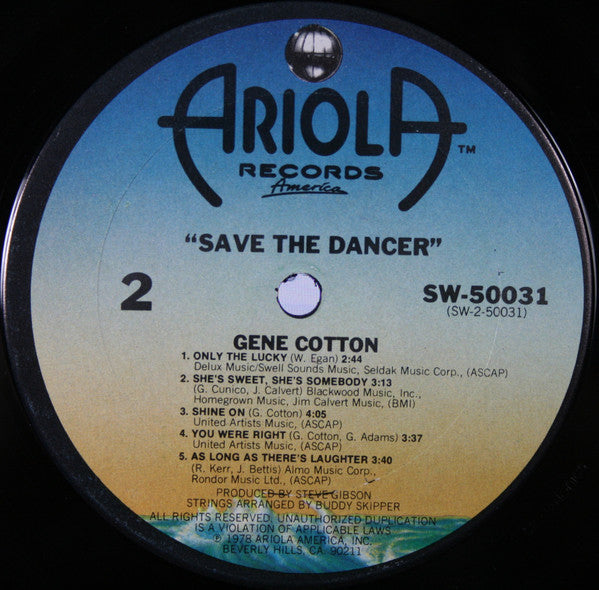 ARIOLA TM
RECORDS
America
"SAVE THE DANCER"
2
SW-50031
(SW-2-50031)
GENE COTTON
1. ONLY THE LUCKY (W. Egan) 2:44
Delux Music/Swell Sounds Music, Seldak Music Corp., (ASCAP)
2. SHE'S SWEET, SHE'S SOMEBODY 3:13
(G. Cunico, J. Calvert) Blackwood Music, Inc.,
Homegrown Music, Jim Calvert Music, (BMI)
3. SHINE ON (G. Cotton) 4:05
United Artists Music, (ASCAP)
4. YOU WERE RIGHT (G. Cotton, G. Adams) 3:37
United Artists Music, (ASCAP)
5. AS LONG AS THERE'S LAUGHTER 3:40
(R. Kerr, J. Bettis) Almo Music Corp.,
Rondor Music Ltd., (ASCAP)
PRODUCED BY STEVE GIBSON
STRINGS ARRANGED BY BUDDY SKIPPER
ALL RIGHTS RESERVED. UNAUTHORIZED DUPLICATION
IS A VIOLATION OF APPLICABLE LAWS.
℗ 1978 ARIOLA AMERICA, INC.
BEVERLY HILLS, CA. 90211